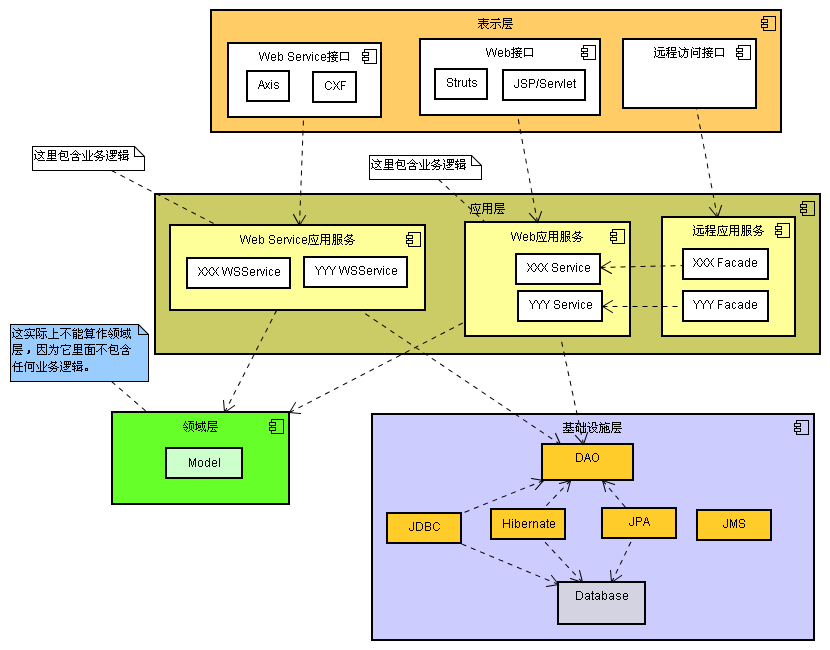 表示层
Web Service接口
Axis
CXF
Web接口
Struts
JSP/Servlet
远程访问接口
这里包含业务逻辑
这里包含业务逻辑
应用层
Web Service应用服务
XXX WSService
YYY WSService
Web应用服务
XXX Service
YYY Service
远程应用服务
XXX Facade
YYY Facade
这实际上不能算作领域
层，因为它里面不包含
任何业务逻辑。
领域层
Model
基础设施层
DAO
JDBC
Hibernate
JPA
JMS
Database